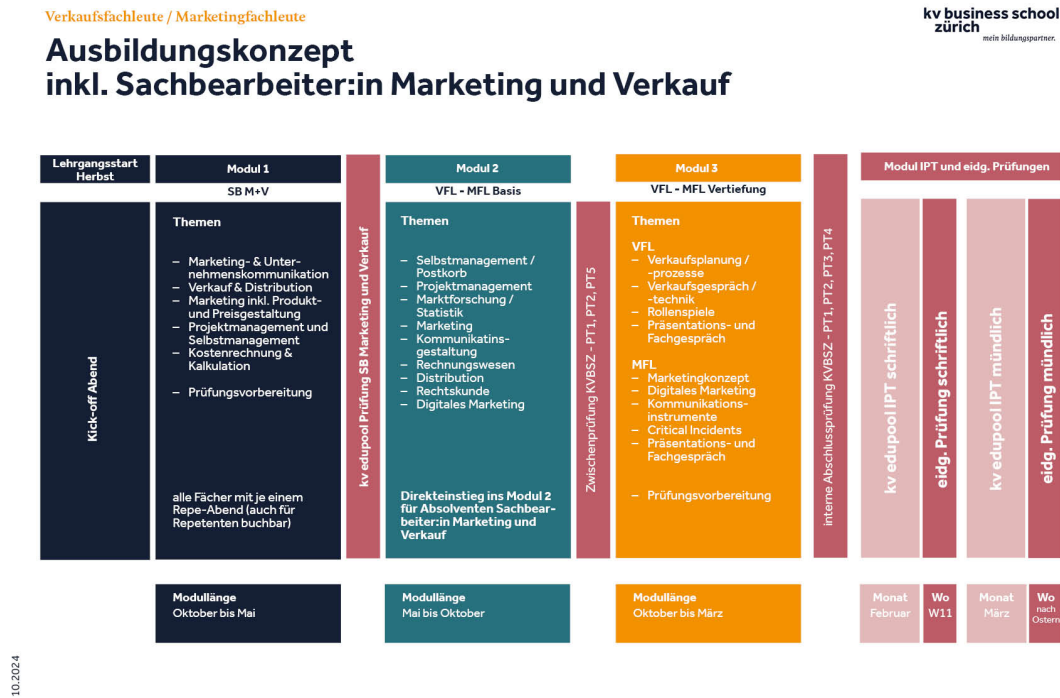 Verkaufsfachleute / Marketingfachleute
Ausbildungskonzept
inkl. Sachbearbeiter:in Marketing und Verkauf
kv business school
zürich
mein bildungspartner.
Lehrgangsstart
Herbst
Kick-off Abend
Modul 1
SB M+V
Themen
– Marketing- & Unter-
nehmenskommunikation
– Verkauf & Distribution
– Marketing inkl. Produkt-
und Preisgestaltung
– Projektmanagement und
Selbstmanagement
– Kostenrechnung &
Kalkulation
– Prüfungsvorbereitung
alle Fächer mit je einem
Repe-Abend (auch für
Repetenten buchbar)
Modullänge
Oktober bis Mai
kv edupool Prüfung SB Marketing und Verkauf
Modul 2
VFL - MFL Basis
Themen
– Selbstmanagement /
Postkorb
– Projektmanagement
– Marktforschung /
Statistik
– Marketing
– Kommunikatins-
gestaltung
– Rechnungswesen
– Distribution
– Rechtskunde
– Digitales Marketing
Direkteinstieg ins Modul 2
für Absolventen Sachbear-
beiter:in Marketing und
Verkauf
Modullänge
Mai bis Oktober
Zwischenprüfung KVBSZ - PT1, PT2, PT5
Modul 3
VFL - MFL Vertiefung
Themen
VFL
– Verkaufsplanung /
-prozesse
– Verkaufsgespräch /
-technik
– Rollenspiele
– Präsentations- und
Fachgespräch
MFL
– Marketingkonzept
– Digitales Marketing
– Kommunikations-
instrumente
– Critical Incidents
– Präsentations- und
Fachgespräch
– Prüfungsvorbereitung
Modullänge
Oktober bis März
interne Abschlussprüfung KVBSZ - PT1, PT2, PT3, PT4
Modul IPT und eidg. Prüfungen
kv edupool IPT schriftlich
eidg. Prüfung schriftlich
kv edupool IPT mündlich
eidg. Prüfung mündlich
Monat
Februar
Wo
W11
Monat
März
Wo
nach
Ostern
10.2024